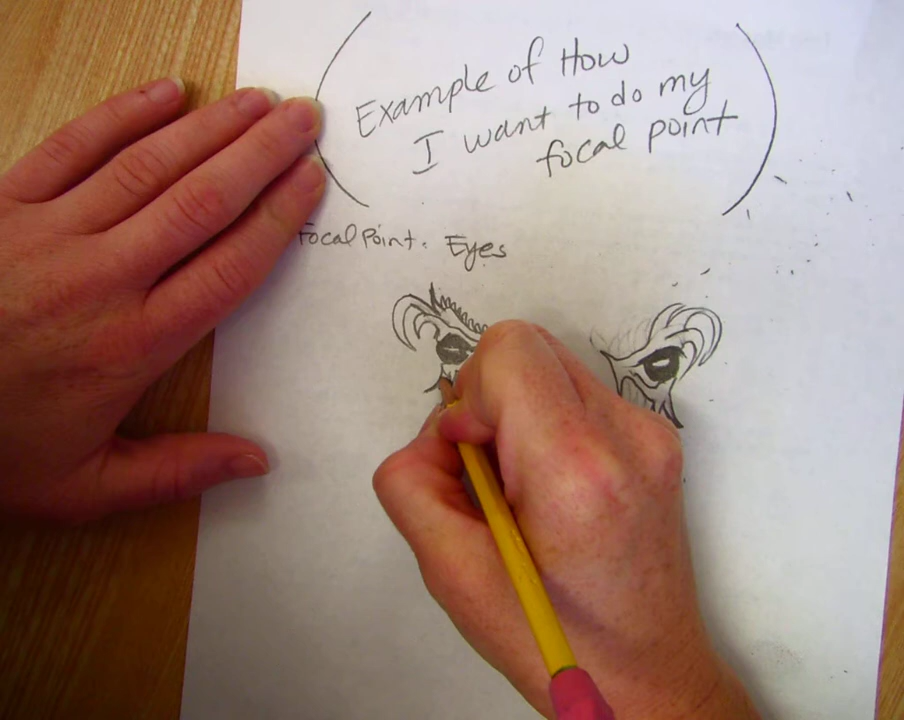 Example of How
I want to do my
focal point
Focal Point: Eyes